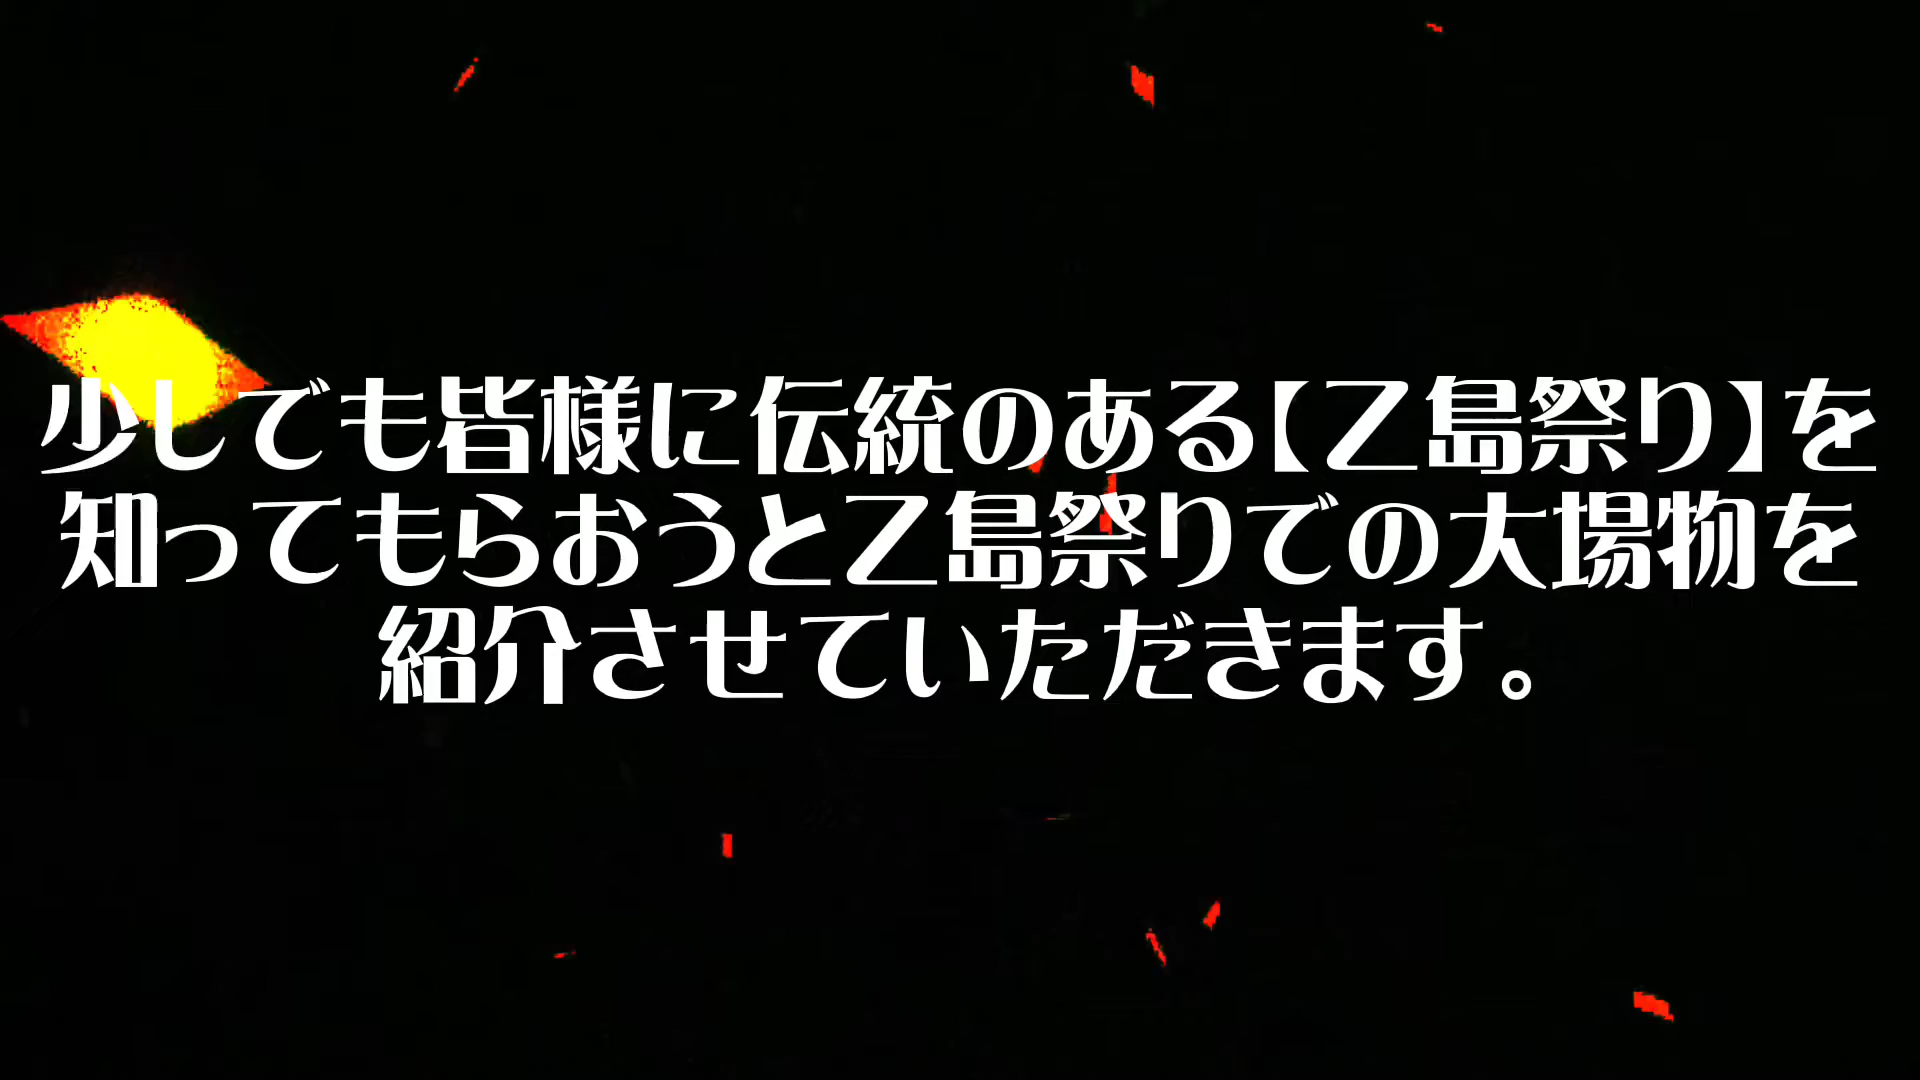 少しでも皆様に伝統のある【乙島祭り】を
知ってもらおうと乙島祭りでの大場物を
紹介させていただきます。